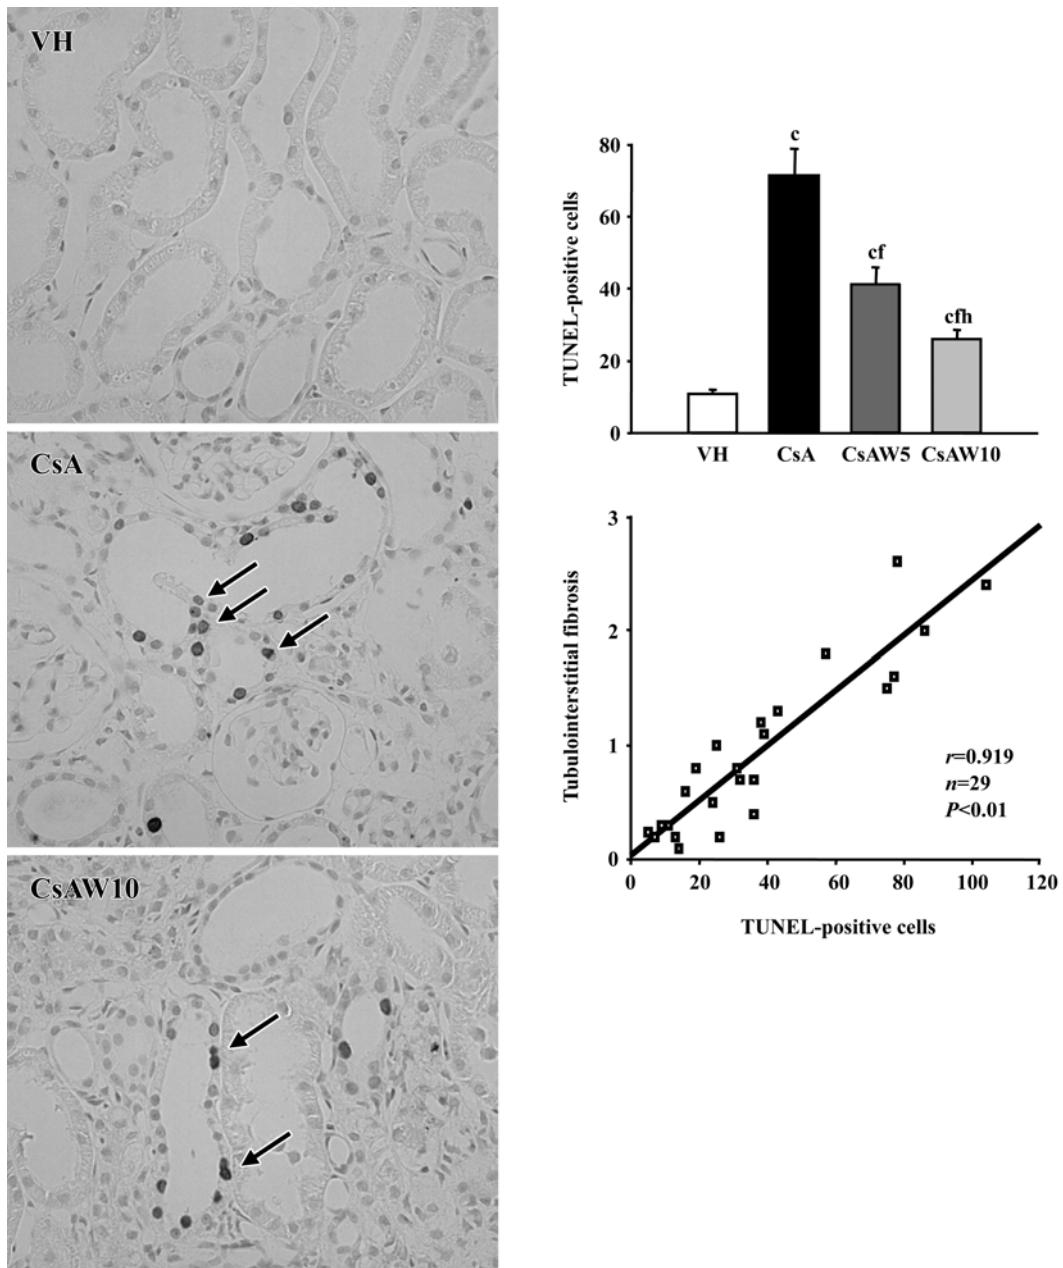 VH
CsA
CsAW10
TUNEL-positive cells
80
60
40
20
0
c
cf
cfh
VH CsA CsAW5 CsAW10
Tubulointerstitial fibrosis
3
2
1
0
r=0.919
n=29
P<0.01
0 20 40 60 80 100 120
TUNEL-positive cells